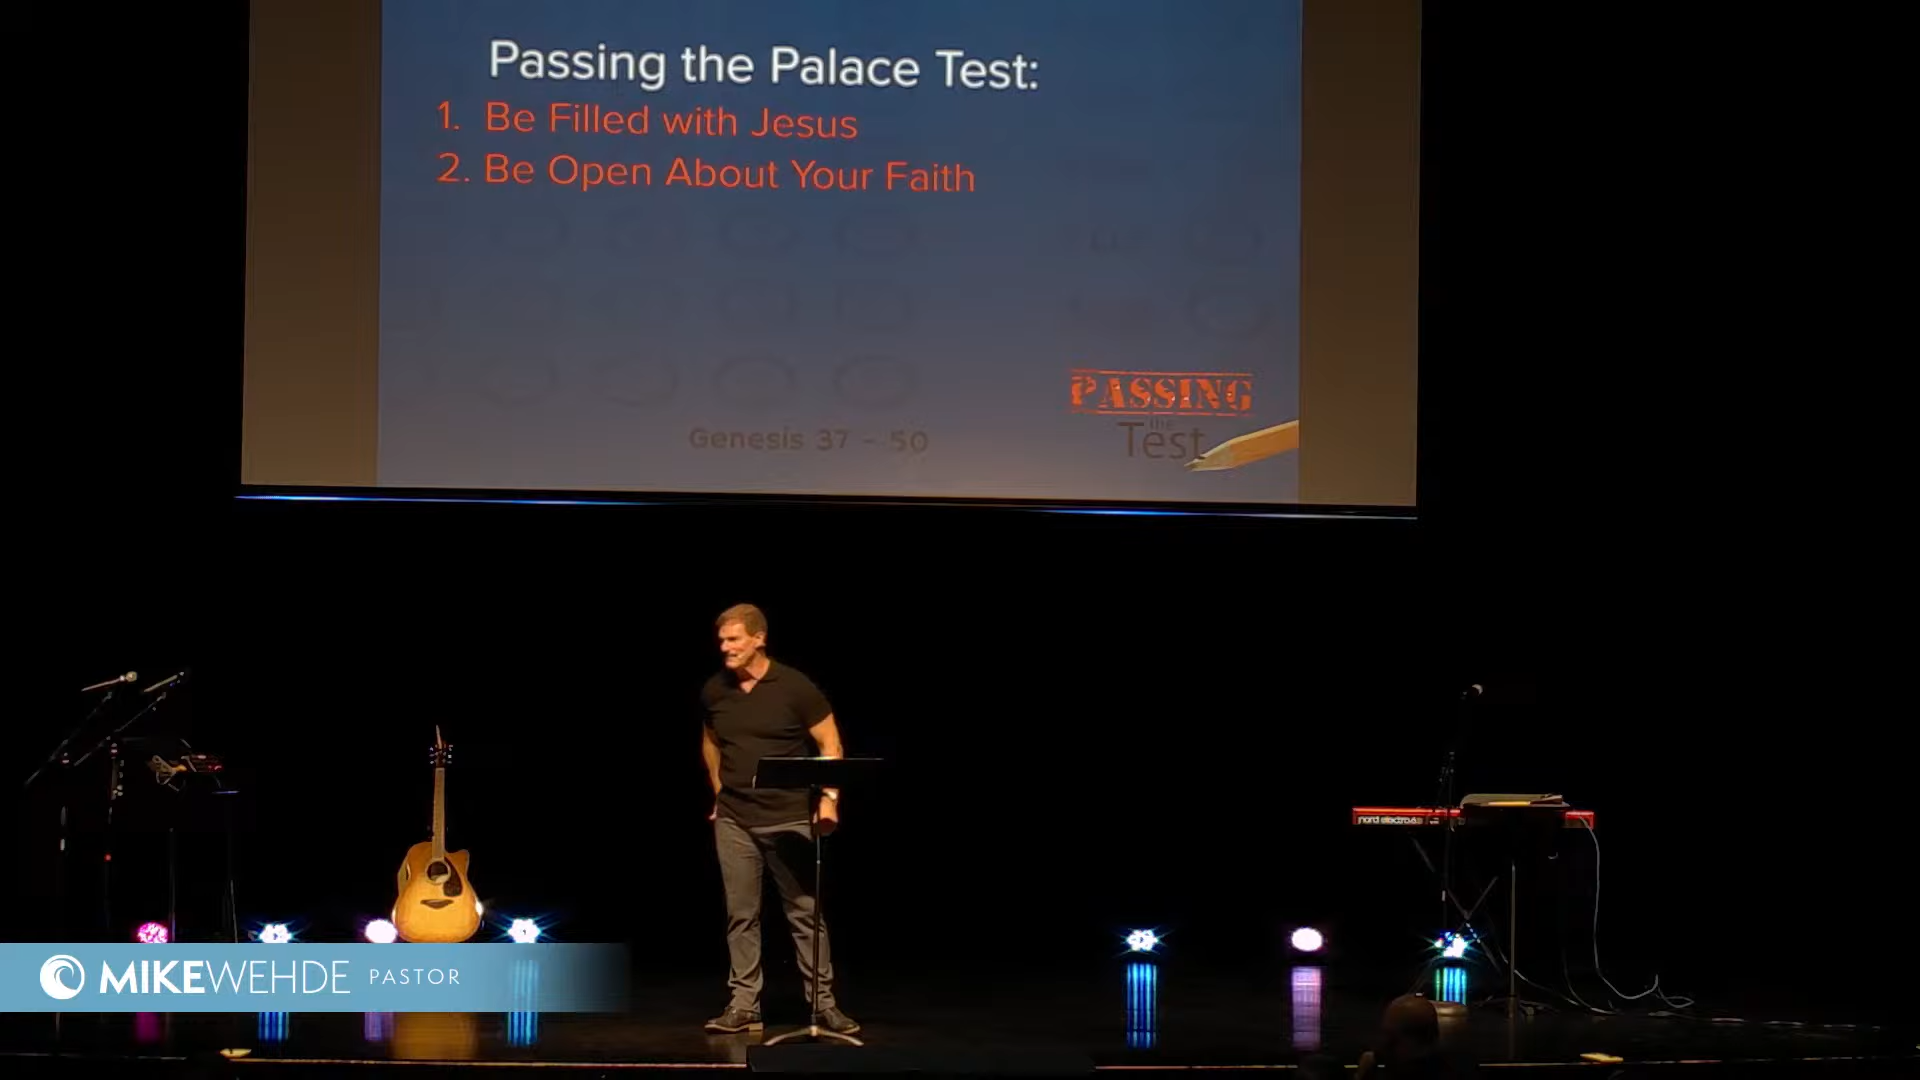 Passing the Palace Test:
1. Be Filled with Jesus
2. Be Open About Your Faith
PASSING
the
Test
Genesis 37 - 50
nord electro
MIKEWEHDE PASTOR